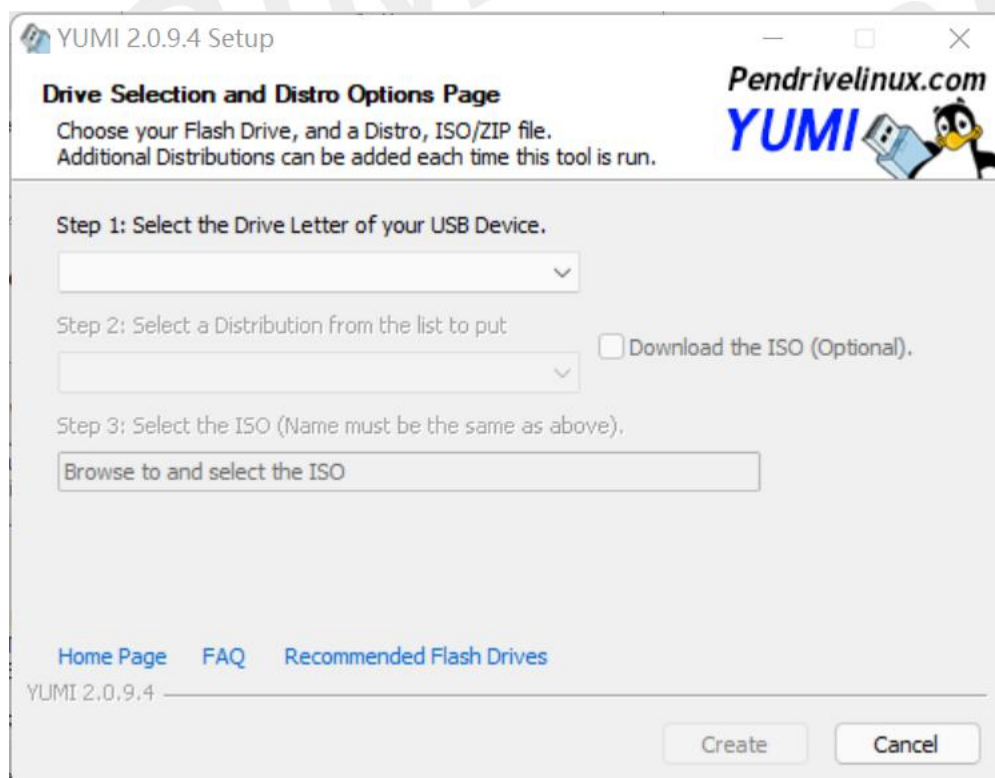 YUMI 2.0.9.4 Setup
Drive Selection and Distro Options Page
Choose your Flash Drive, and a Distro, ISO/ZIP file.
Additional Distributions can be added each time this tool is run.
Pendrivelinux.com
YUMI
Step 1: Select the Drive Letter of your USB Device.
Step 2: Select a Distribution from the list to put
Download the ISO (Optional).
Step 3: Select the ISO (Name must be the same as above).
Browse to and select the ISO
Home Page FAQ Recommended Flash Drives
YUMI 2.0.9.4
Create Cancel